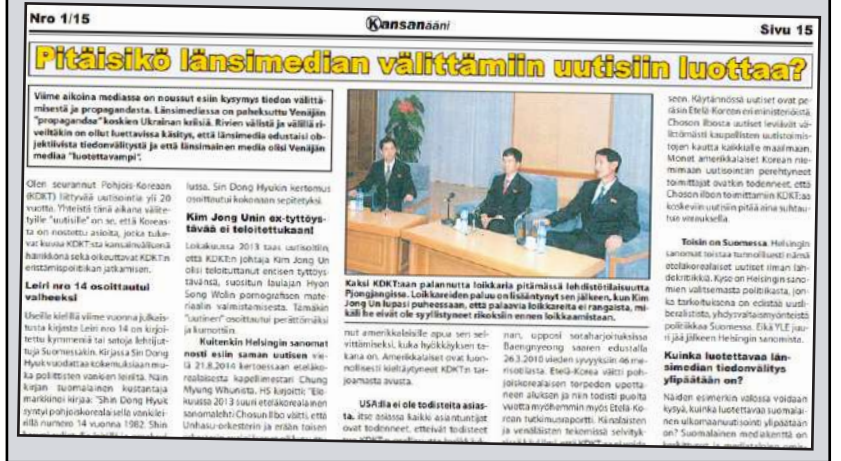 Nro 1/15
Kansanääni
Sivu 15
Pitäisikö länsimedian välittämiin uutisiin luottaa?
Viime aikoina mediassa on noussut esiin kysymys tiedon välittä-
misestä ja propagandasta. Länsimediassa on paheksuttu Venäjän
"propagandaa" koskien Ukrainan kriisiä. Rivien välistä ja välillä ri-
veiltäkin on ollut luettavissa käsitys, että länsimedia edustaisi ob-
jektiivista tiedonvälitystä ja että länsimainen media olisi Venäjän
mediaa "luotettavampi".
Olen seurannut Pohjois-Koreaan
(KDKT) liittyvää uutisointia yli 20
vuotta. Yhteistä tänä aikana välite-
tyille "uutisille" on se, että Koreas-
ta on nostettu asioita, jotka tuke-
vat kuvaa KDKT:sta kansainvälisenä
häirikkönä sekä oikeuttavat KDKT:n
eristämispolitiikan jatkamisen.
Leiri nro 14 osoittautui
valheeksi
Useille kielillä viime vuonna julkais-
tusta kirjasta Leiri nro 14 on kirjoi-
tettu kymmeniä tai satoja lehtijut-
tuja Suomessakin. Kirjassa Sin Dong
Hyuk vuodattaa kokemuksiaan muk-
ka poliittisten vankien leiriltä. Näin
kirjan suomalainen kustantaja
markkinoi kirjaa: "Shin Dong Hyuk
syntyi pohjoiskorealaisella vankilei-
rillä numero 14 vuonna 1982. Shin
lussa. Sin Dong Hyukin kertomus
osoittautui kokonaan sepitetyksi.
Kim Jong Unin ex-tyttöys-
tävää ei teloitettukaan!
Lokakuussa 2013 taas uutisoitiin,
että KDKT:n johtaja Kim Jong Un
olisi teloituttanut entisen tyttöys-
tävänsä, suositun laulajan Hyon
Song Wolin pornografisen mate-
riaalin valmistamisesta. Tämäkin
"uutinen" osoittautui perättömäksi
ja kumottiin.
Kuitenkin Helsingin sanomat
nosti esiin saman uutisen vie-
lä 21.8.2014 kertoessaan eteläko-
realaisesta kapellimestari Chung
Myung Whunista. HS kirjoitti: "Elo-
kuussa 2013 suuri eteläkorealainen
sanomalehti Chosun Ilbo väitti, että
Unhasu-orkesterin ja erään toisen
Kaksi KDKT:aan palannutta loikkaria pitämässä lehdistötilaisuutta
Pjongjangissa. Loikkareiden paluu on lisääntynyt sen jälkeen, kun Kim
Jong Un lupasi puheessaan, että palaavia loikkareita ei rangaista, mi-
käli he eivät ole syyllistyneet rikoksiin ennen loikkaamistaan.
nut amerikkalaisille apua sen sel-
vittämiseksi, kuka hyökkäyksen ta-
kana on. Amerikkalaiset ovat luon-
nollisesti kieltäytyneet KDKT:n tar-
joamasta avusta.
USA:lla ei ole todisteita asias-
ta, itse asiassa kaikki asiantuntijat
ovat todenneet, etteivät todisteet
nan, upposi sotaharjoituksissa
Baengnyeong saaren edustalla
26.3.2010 vieden syvyyksiin 46 me-
risotilasta. Etelä-Korea väitti poh-
joiskorealaisen torpedon upotta-
neen aluksen ja niin todisti puolta
vuotta myöhemmin myös Etelä-Ko-
rean tutkimusraportti. Kiinalaisten
ja venäläisten tekemissä selvityk-
seen. Käytännössä uutiset ovat pe-
räsin Etelä-Korean eri ministeriöistä
Choson Ilbosta uutiset leviävät vä-
littömästi kaupallisten uutistoimis-
tojen kautta kaikkialle maailmaan.
Monet amerikkalaiset Korean nie-
mimaan uutisointiin perehtyneet
toimittajat ovatkin todenneet, että
Choson Ilbon toimittamiin KDKT:aa
koskeviin uutisiin pitää aina suhtau-
tua varauksella.
Toisin on Suomessa. Helsingin
sanomat toistaa tunnollisesti nämä
eteläkorealaiset uutiset ilman läh-
dekritiikkiä. Kyse on Helsingin sano-
mien valitsemasta politiikasta, jon-
ka tarkoituksena on edistää uusli-
beralistista, yhdysvaltaismyönteistä
politiikkaa Suomessa. Eikä YLE juu-
ri jää jälkeen Helsingin sanomista.
Kuinka luotettavaa län-
simedian tiedonvälitys
ylipäätään on?
Näiden esimerkin valossa voidaan
kysyä, kuinka luotettavaa suomalai-
nen ulkomaanuutisointi ylipäätään
on? Suomalainen mediakenttä on